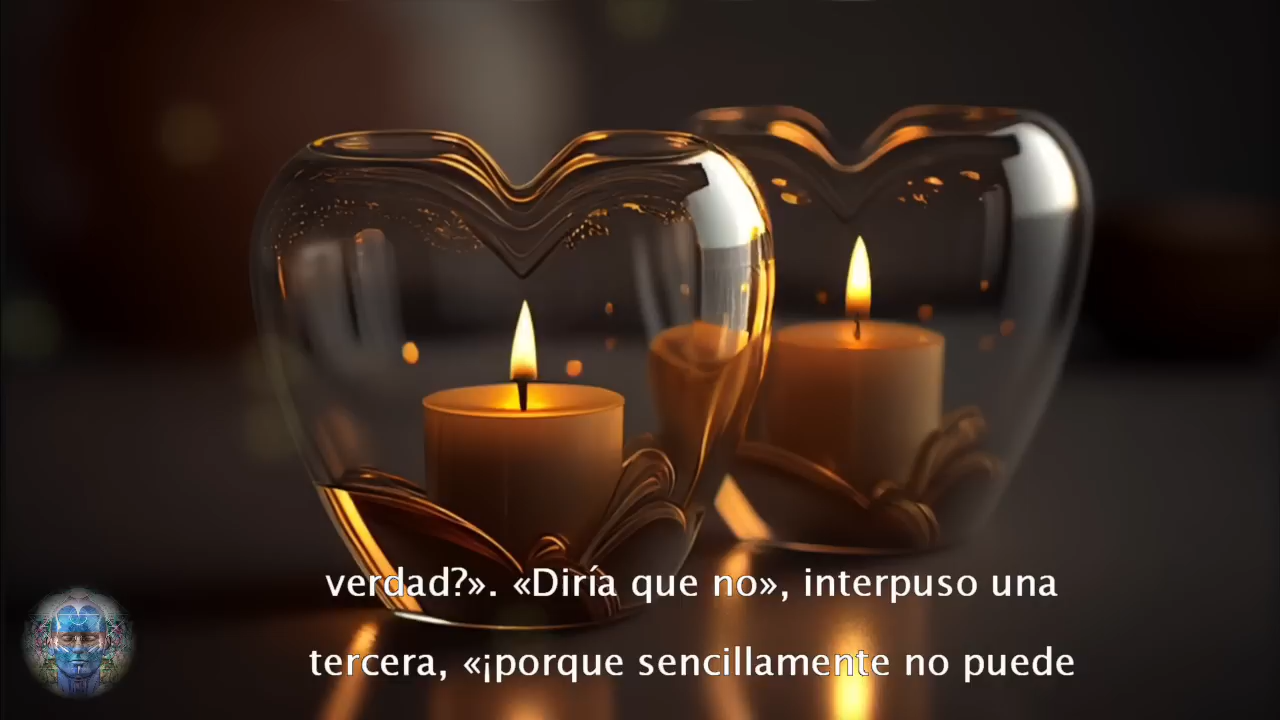 verdad?». «Diría que no», interpuso una
tercera, «¡porque sencillamente no puede